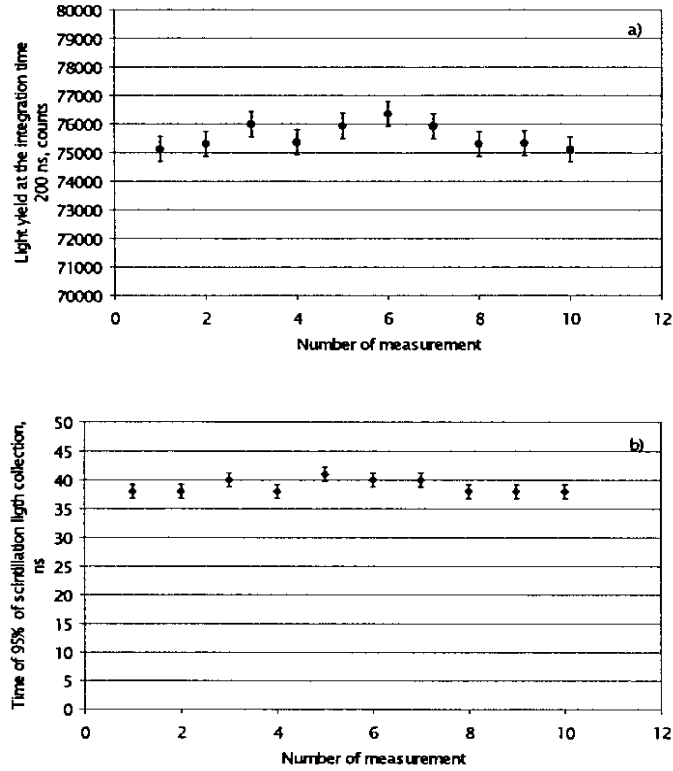 a)
Light yield at the integration time
200 ns, counts
80000
79000
78000
77000
76000
75000
74000
73000
72000
71000
70000
0 2 4 6 8 10 12
Number of measurement
b)
Time of 95% of scintillation ligth collection,
ns
50
45
40
35
30
25
20
15
10
5
0
0 2 4 6 8 10 12
Number of measurement